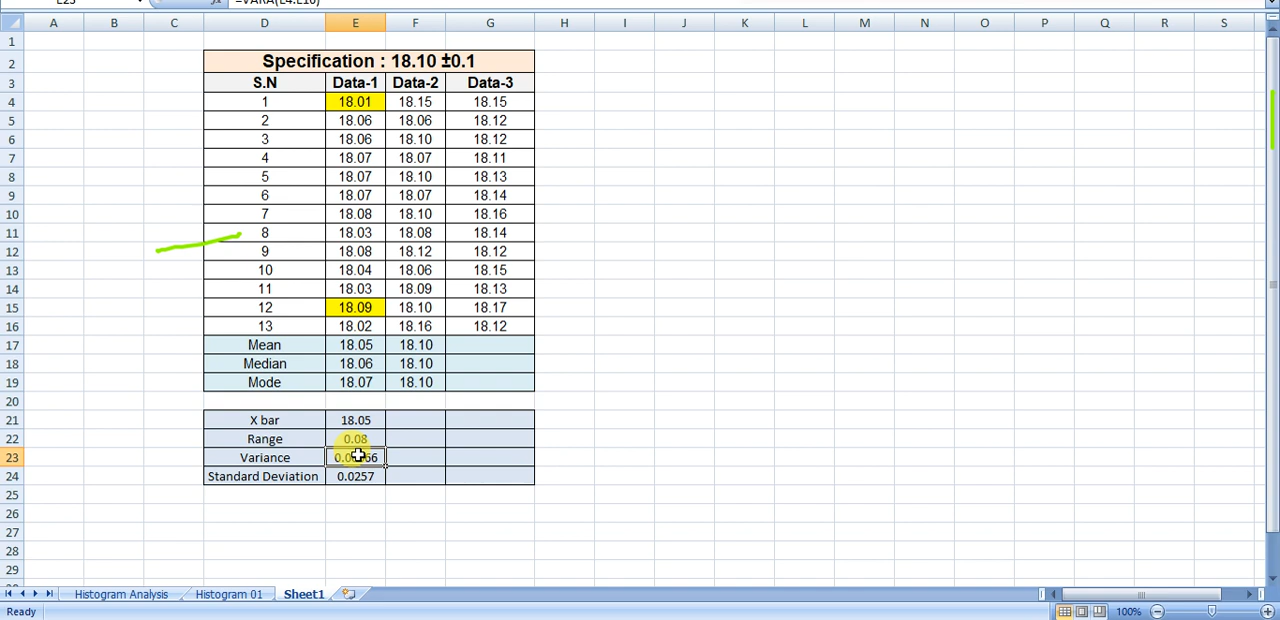 A B C D E F G H I J K L M N O P Q R S
1
2 Specification : 18.10 ±0.1
3 S.N Data-1 Data-2 Data-3
4 1 18.01 18.15 18.15
5 2 18.06 18.06 18.12
6 3 18.06 18.10 18.12
7 4 18.07 18.07 18.11
8 5 18.07 18.10 18.13
9 6 18.07 18.07 18.14
10 7 18.08 18.10 18.16
11 8 18.03 18.08 18.14
12 9 18.08 18.12 18.12
13 10 18.04 18.06 18.15
14 11 18.03 18.09 18.13
15 12 18.09 18.10 18.17
16 13 18.02 18.16 18.12
17 Mean 18.05 18.10
18 Median 18.06 18.10
19 Mode 18.07 18.10
20
21 X bar 18.05
22 Range 0.08
23 Variance
24 Standard Deviation 0.0257
25
26
27
28
29
Histogram Analysis Histogram 01 Sheet1
Ready 100%